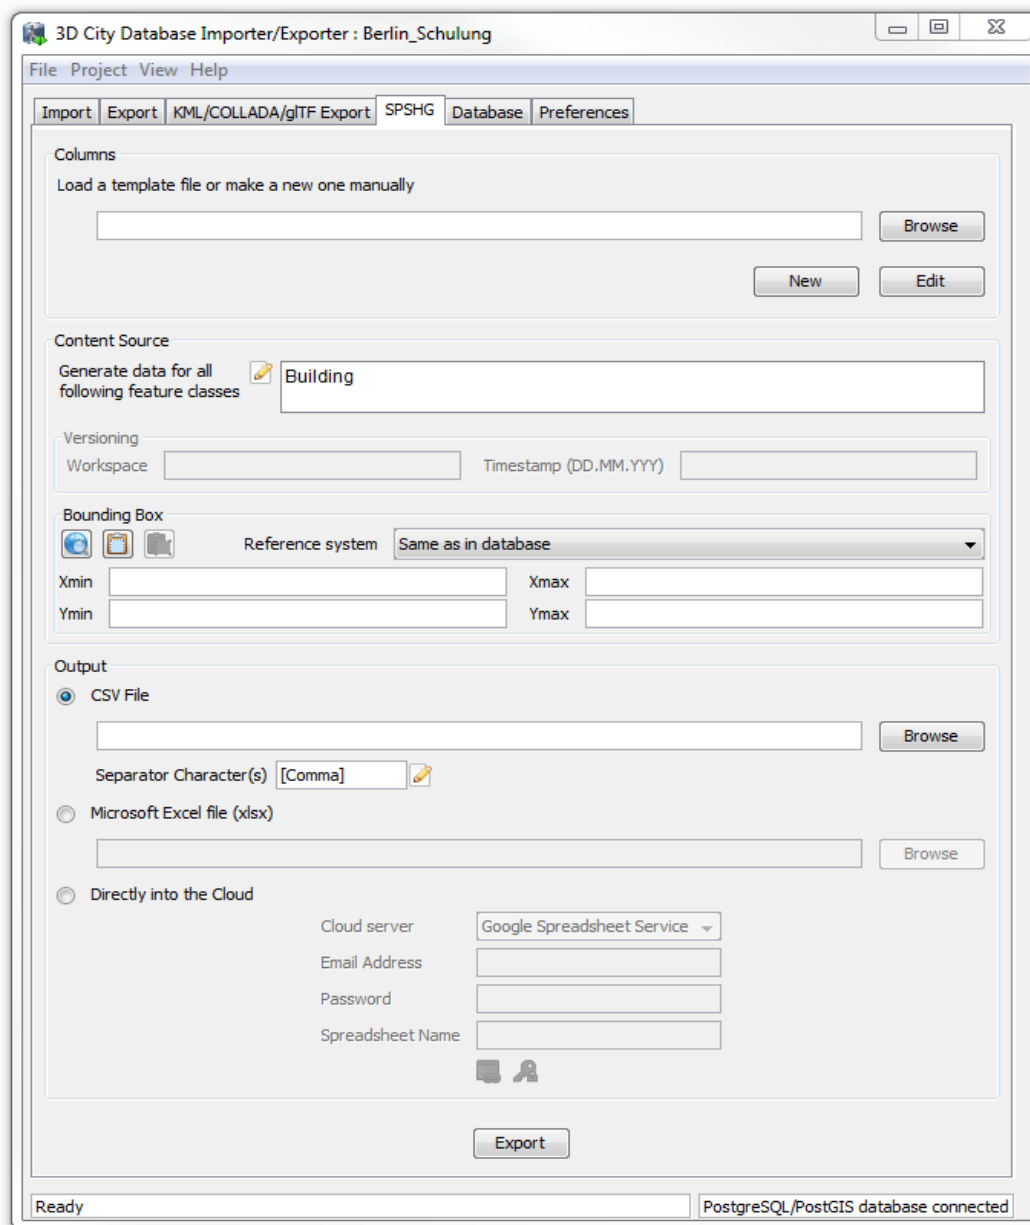 3D City Database Importer/Exporter : Berlin_Schulung
File Project View Help
Import Export KML/COLLADA/glTF Export SPSHG Database Preferences
Columns
Load a template file or make a new one manually
Browse
New Edit
Content Source
Generate data for all
following feature classes
Building
Versioning
Workspace Timestamp (DD.MM.YYY)
Bounding Box
Reference system Same as in database
Xmin Xmax
Ymin Ymax
Output
CSV File
Browse
Separator Character(s) [Comma]
Microsoft Excel file (xlsx)
Browse
Directly into the Cloud
Cloud server Google Spreadsheet Service
Email Address
Password
Spreadsheet Name
Export
Ready PostgreSQL/PostGIS database connected